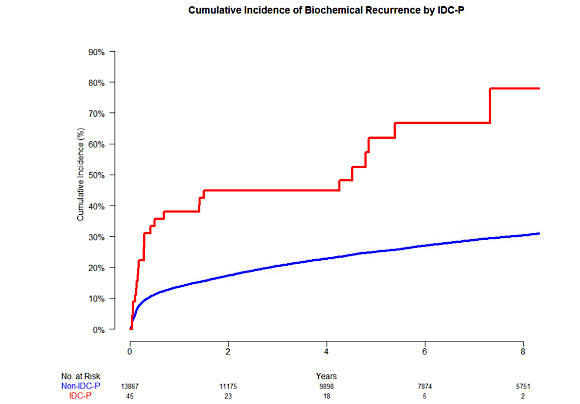 Cumulative Incidence of Biochemical Recurrence by IDC-P
90%
80%
70%
60%
50%
40%
30%
20%
10%
0%
Cumulative Incidence (%)
0 2 4 6 8
No. at Risk Years
Non-IDC-P 13867 11175 9898 7874 5751
IDC-P 45 23 18 5 2